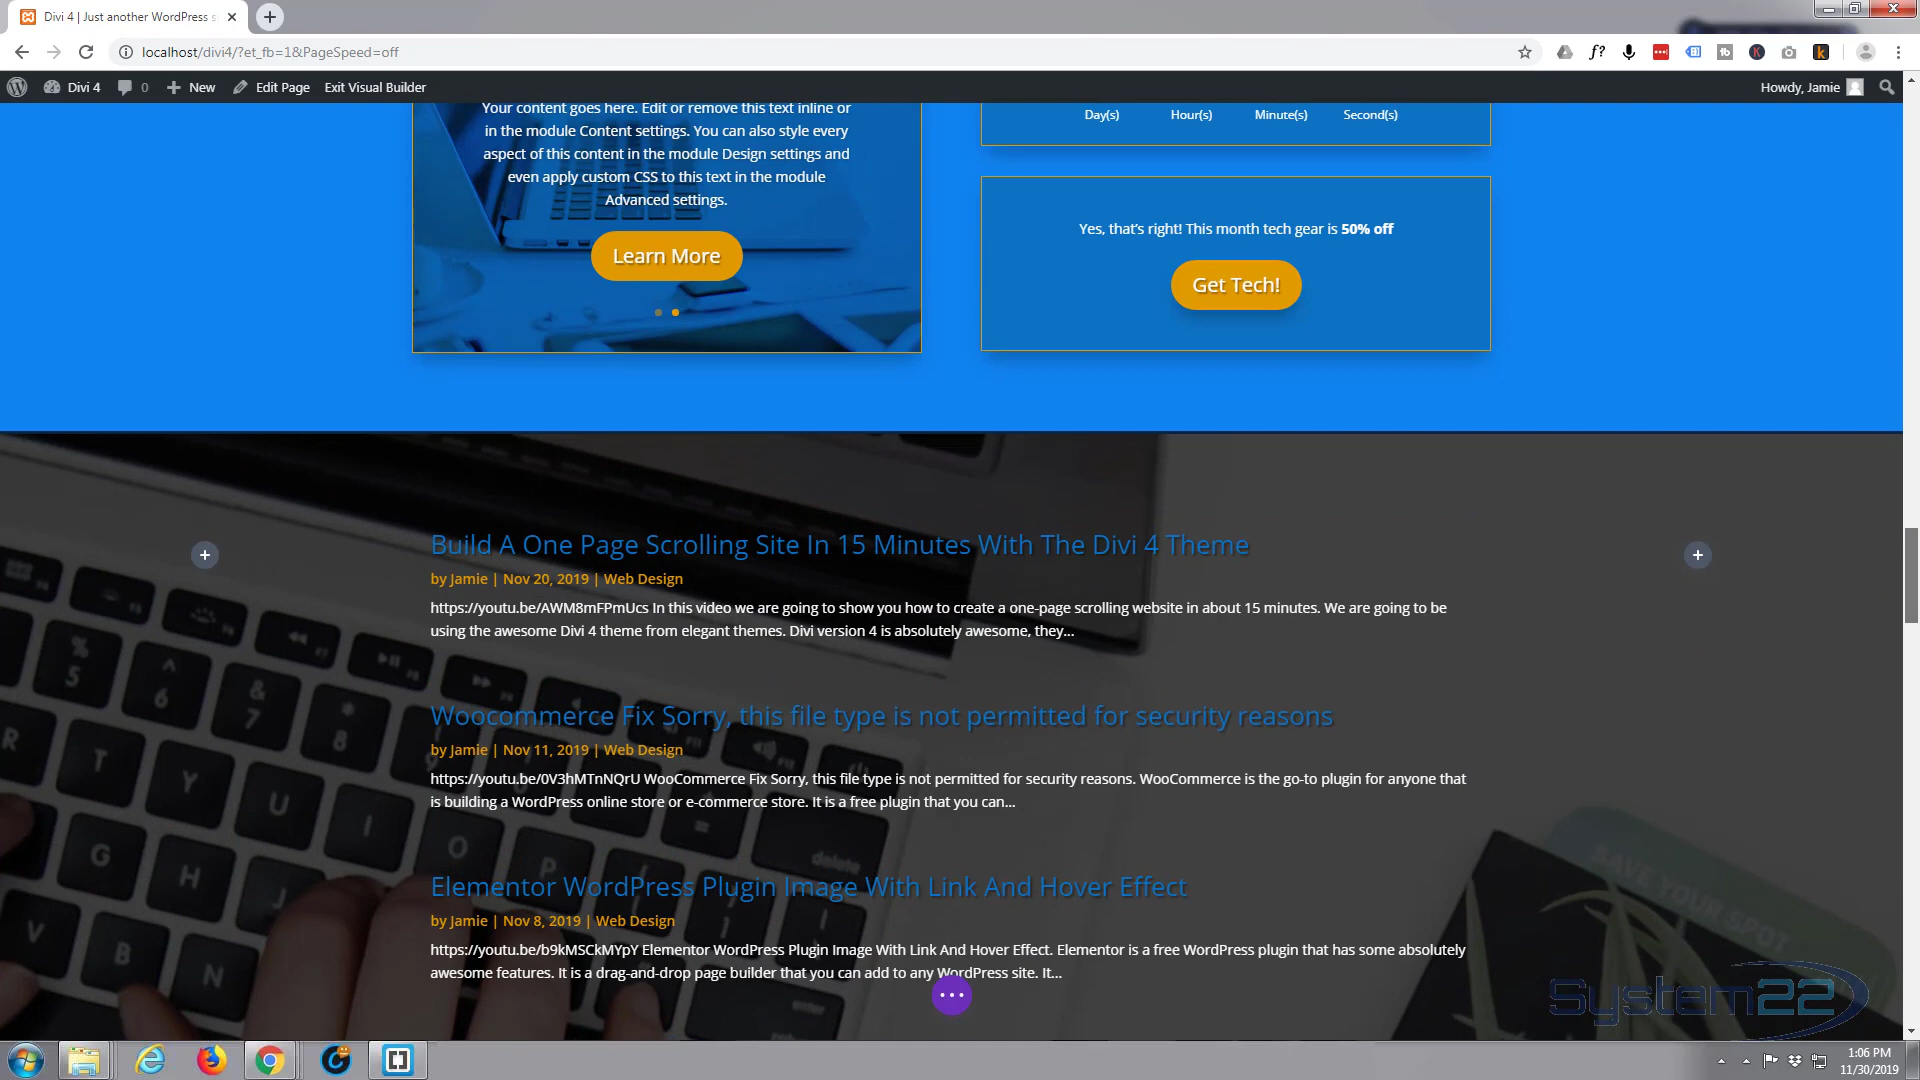 Divi 4 | Just another WordPress s
localhost/divi4/?et_fb=1&PageSpeed=off
Divi 4 0 New Edit Page Exit Visual Builder Howdy, Jamie
Your content goes here. Edit or remove this text inline or
in the module Content settings. You can also style every
aspect of this content in the module Design settings and
even apply custom CSS to this text in the module
Advanced settings.
Learn More
Day(s) Hour(s) Minute(s) Second(s)
Yes, that's right! This month tech gear is 50% off
Get Tech!
Build A One Page Scrolling Site In 15 Minutes With The Divi 4 Theme
by Jamie | Nov 20, 2019 | Web Design
https://youtu.be/AWM8mFPmUcs In this video we are going to show you how to create a one-page scrolling website in about 15 minutes. We are going to be
using the awesome Divi 4 theme from elegant themes. Divi version 4 is absolutely awesome, they...
Woocommerce Fix Sorry, this file type is not permitted for security reasons
by Jamie | Nov 11, 2019 | Web Design
https://youtu.be/0V3hMTnNQrU WooCommerce Fix Sorry, this file type is not permitted for security reasons. WooCommerce is the go-to plugin for anyone that
is building a WordPress online store or e-commerce store. It is a free plugin that you can...
Elementor WordPress Plugin Image With Link And Hover Effect
by Jamie | Nov 8, 2019 | Web Design
https://youtu.be/b9kMSCkMYpY Elementor WordPress Plugin Image With Link And Hover Effect. Elementor is a free WordPress plugin that has some absolutely
awesome features. It is a drag-and-drop page builder that you can add to any WordPress site. It...
SAVE YOUR SPOT
System22
1:06 PM
11/30/2019